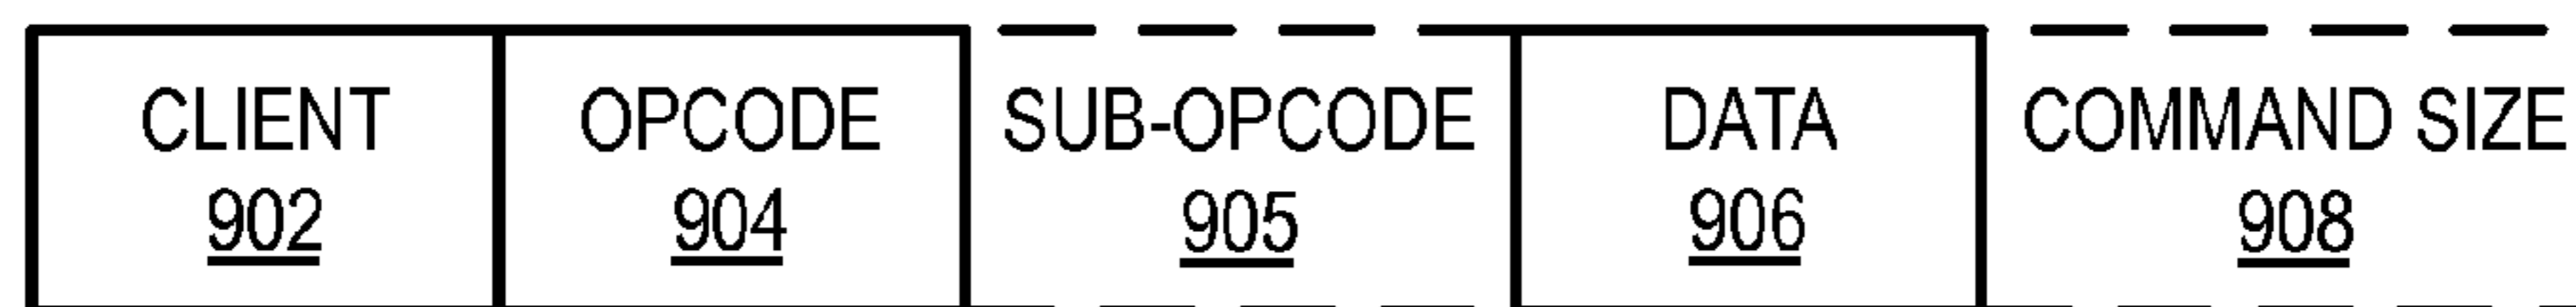 CLIENT OPCODE SUB-OPCODE DATA COMMAND SIZE
902 904 905 906 908